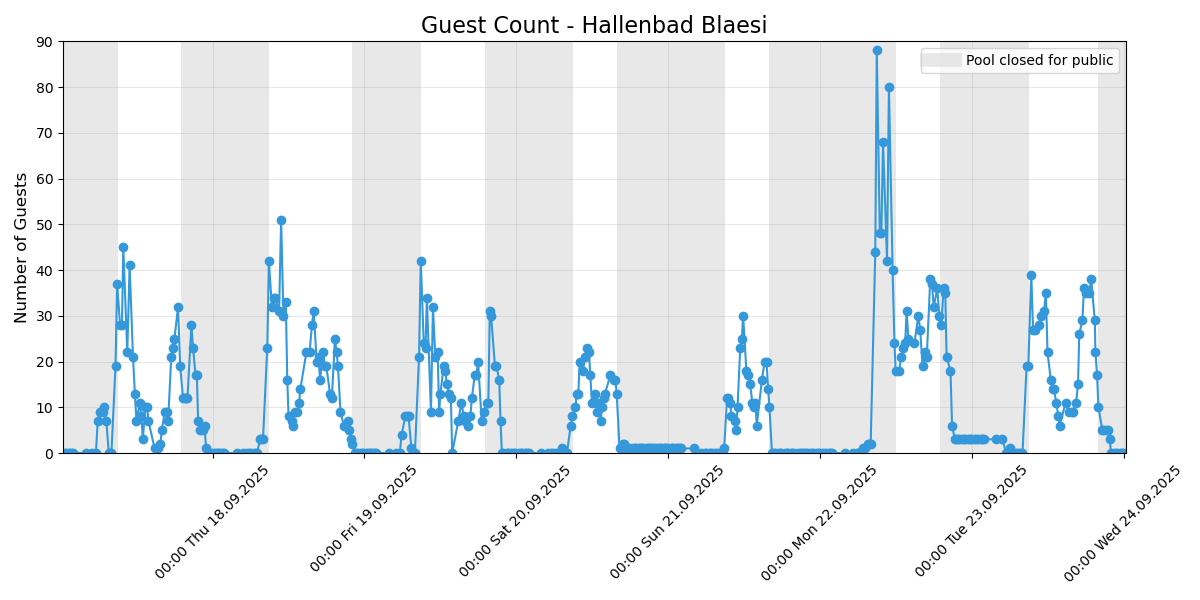 Guest Count - Hallenbad Blaesi
Pool closed for public
Number of Guests
90
80
70
60
50
40
30
20
10
0
00:00 Thu 18.09.2025
00:00 Fri 19.09.2025
00:00 Sat 20.09.2025
00:00 Sun 21.09.2025
00:00 Mon 22.09.2025
00:00 Tue 23.09.2025
00:00 Wed 24.09.2025